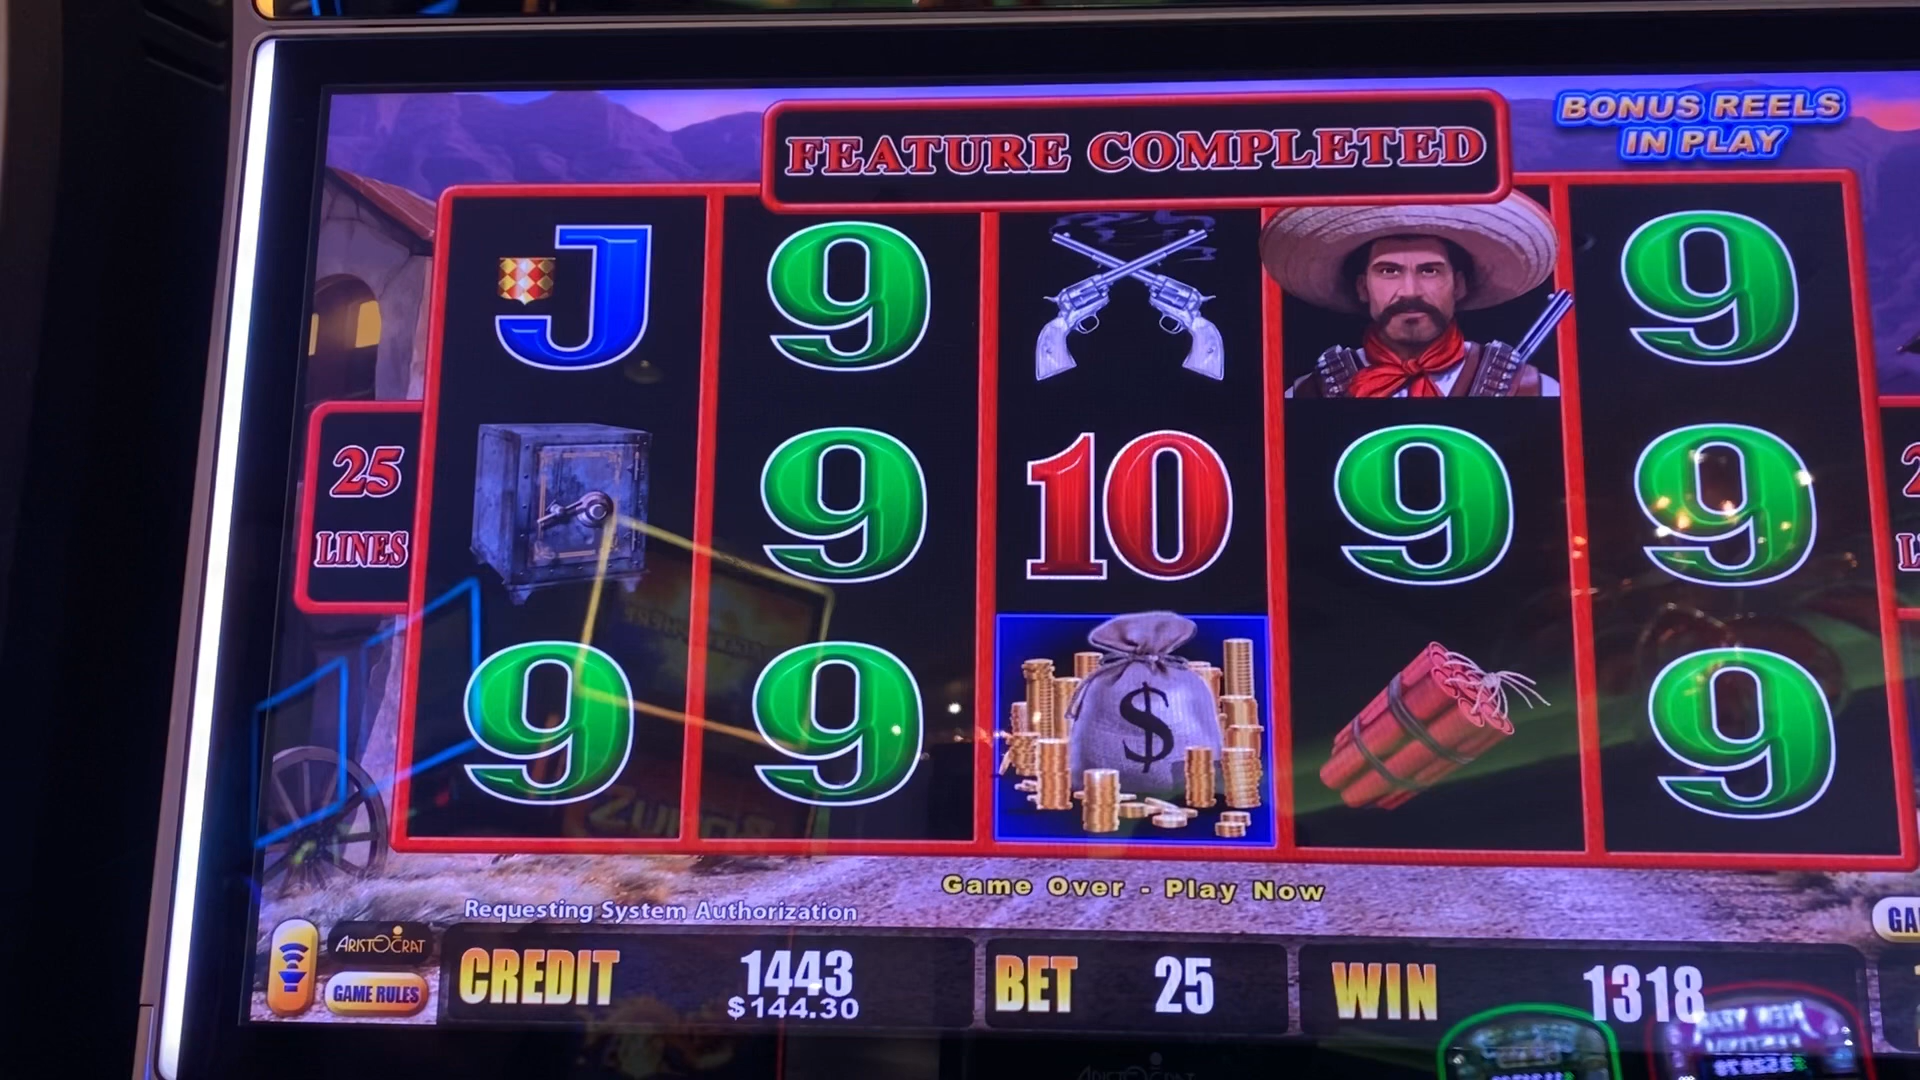 BONUS REELS
IN PLAY
FEATURE COMPLETED
J 9 9
25
LINES
9 10 9 9
9 9 $ 9
Game Over - Play Now
Requesting System Authorization
ARISTOCRAT
GAME RULES
CREDIT 1443
$144.30
BET 25
WIN 1318